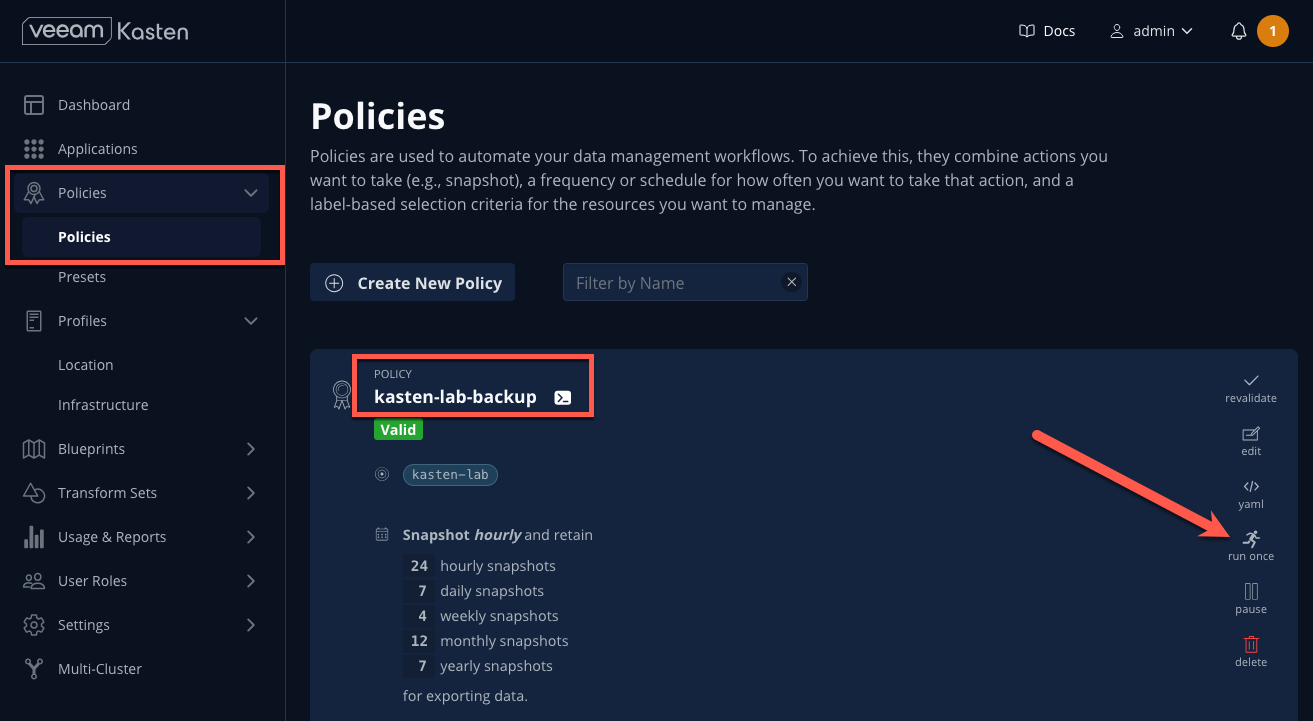 veeam Kasten
Docs
admin
1
Dashboard
Applications
Policies
Policies
Presets
Profiles
Location
Infrastructure
Blueprints
Transform Sets
Usage & Reports
User Roles
Settings
Multi-Cluster
Policies
Policies are used to automate your data management workflows. To achieve this, they combine actions you
want to take (e.g., snapshot), a frequency or schedule for how often you want to take that action, and a
label-based selection criteria for the resources you want to manage.
Create New Policy
Filter by Name
POLICY
kasten-lab-backup
Valid
kasten-lab
Snapshot hourly and retain
24 hourly snapshots
7 daily snapshots
4 weekly snapshots
12 monthly snapshots
7 yearly snapshots
for exporting data.
revalidate
edit
yaml
run once
pause
delete